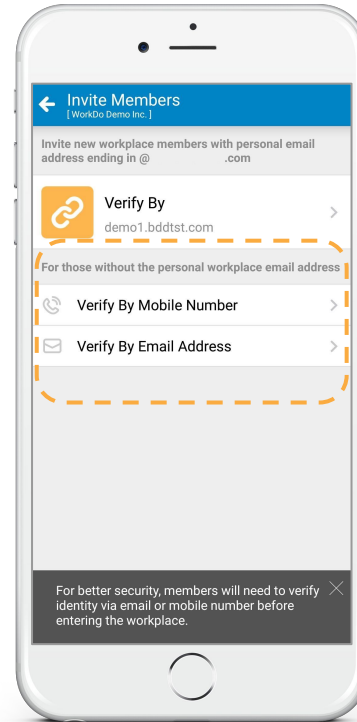 Invite Members
[ WorkDo Demo Inc. ]
Invite new workplace members with personal email
address ending in @ .com
Verify By
demo1.bddtst.com
For those without the personal workplace email address
Verify By Mobile Number
Verify By Email Address
For better security, members will need to verify
identity via email or mobile number before
entering the workplace.